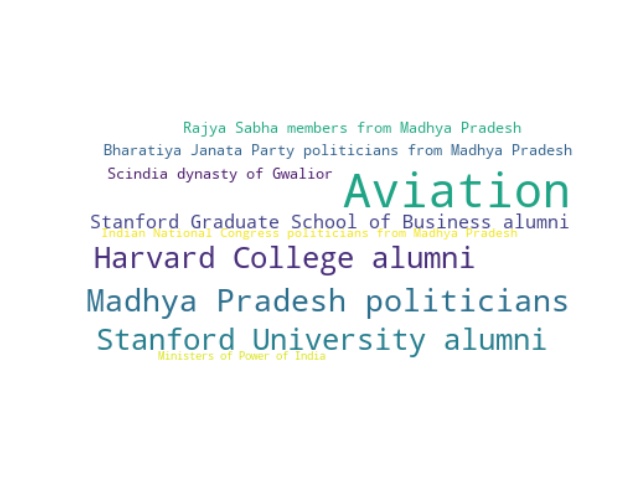 Rajya Sabha members from Madhya Pradesh
Bharatiya Janata Party politicians from Madhya Pradesh
Scindia dynasty of Gwalior
Aviation
Stanford Graduate School of Business alumni
Indian National Congress politicians from Madhya Pradesh
Harvard College alumni
Madhya Pradesh politicians
Stanford University alumni
Ministers of Power of India